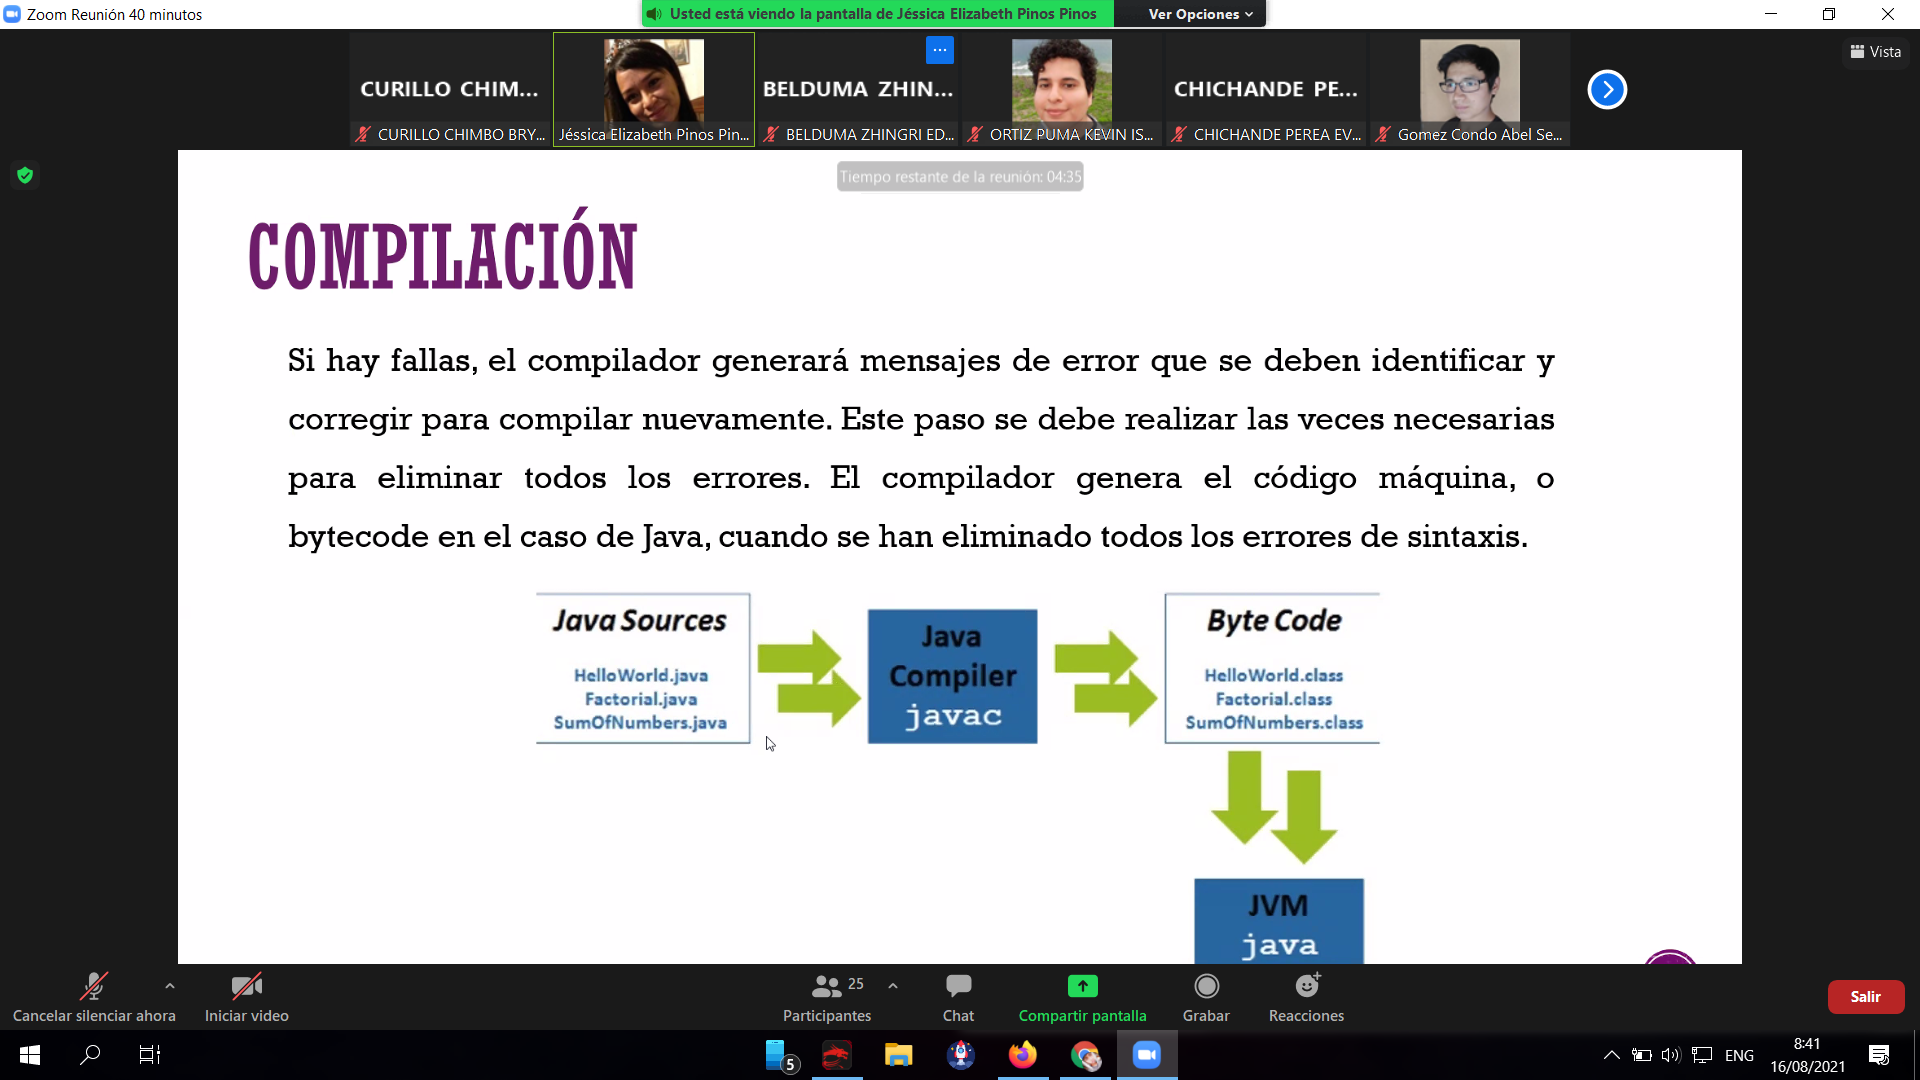 Zoom Reunión 40 minutos
Usted está viendo la pantalla de Jéssica Elizabeth Pinos Pinos
Ver Opciones
Vista
CURILLO CHIM...
BELDUMA ZHIN...
CHICHANDE PE...
CURILLO CHIMBO BRY...
Jéssica Elizabeth Pinos Pin...
BELDUMA ZHINGRI ED...
ORTIZ PUMA KEVIN IS...
CHICHANDE PEREA EV...
Gomez Condo Abel Se...
Tiempo restante de la reunión: 04:35
COMPILACIÓN
Si hay fallas, el compilador generará mensajes de error que se deben identificar y
corregir para compilar nuevamente. Este paso se debe realizar las veces necesarias
para eliminar todos los errores. El compilador genera el código máquina, o
bytecode en el caso de Java, cuando se han eliminado todos los errores de sintaxis.
Java Sources
HelloWorld.java
Factorial.java
SumOfNumbers.java
Java
Compiler
javac
Byte Code
HelloWorld.class
Factorial.class
SumOfNumbers.class
JVM
java
Cancelar silenciar ahora
Iniciar video
25
Participantes
Chat
Compartir pantalla
Grabar
Reacciones
Salir
5
ENG
8:41
16/08/2021